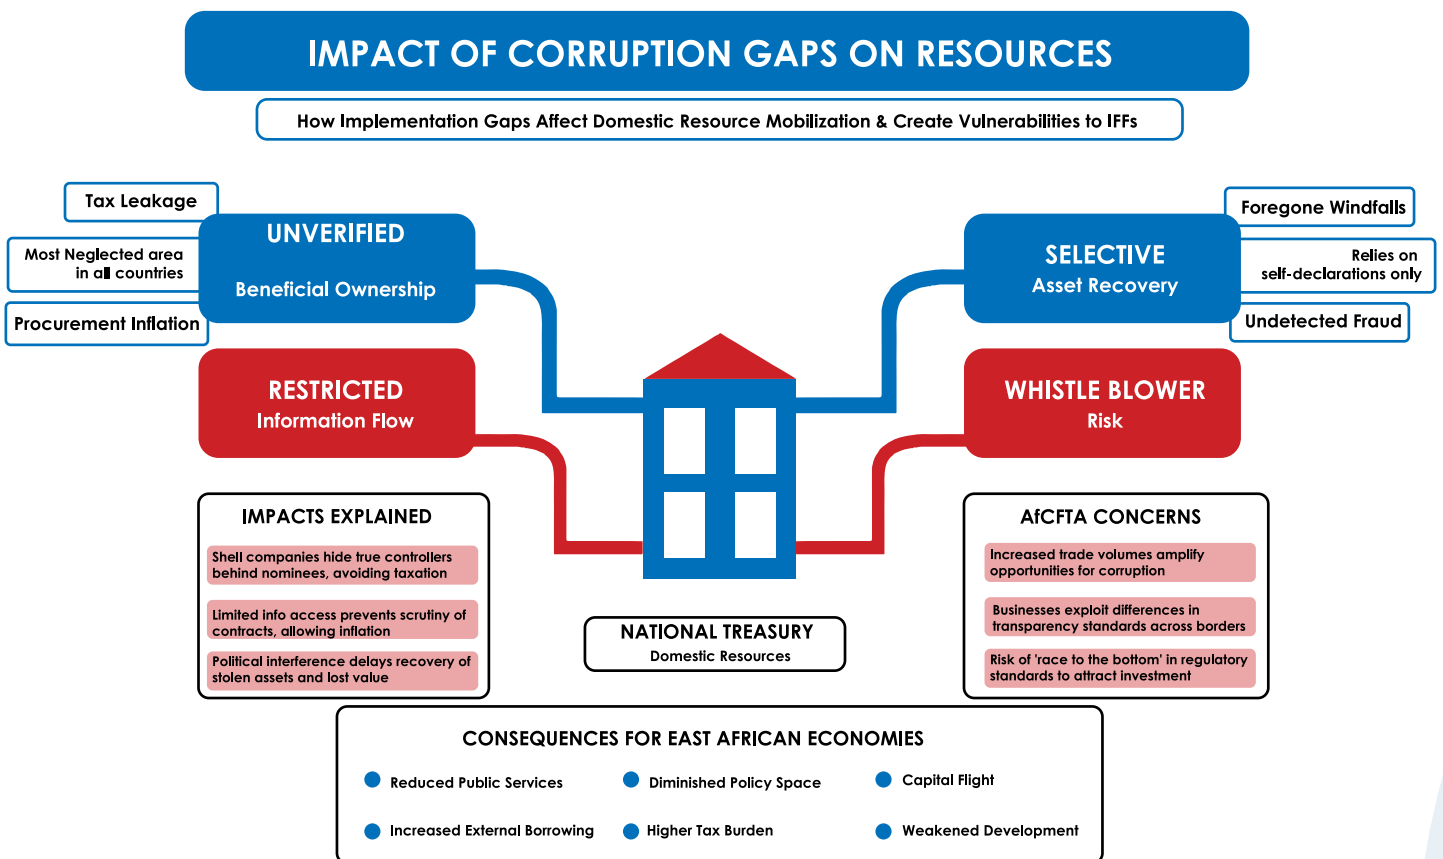 IMPACT OF CORRUPTION GAPS ON RESOURCES
How Implementation Gaps Affect Domestic Resource Mobilization & Create Vulnerabilities to IFFs
Tax Leakage
Most Neglected area
in all countries
Procurement Inflation
UNVERIFIED
Beneficial Ownership
SELECTIVE
Asset Recovery
Foregone Windfalls
Relies on
self-declarations only
Undetected Fraud
RESTRICTED
Information Flow
WHISTLE BLOWER
Risk
IMPACTS EXPLAINED
Shell companies hide true controllers
behind nominees, avoiding taxation
Limited info access prevents scrutiny of
contracts, allowing inflation
Political interference delays recovery of
stolen assets and lost value
NATIONAL TREASURY
Domestic Resources
AfCFTA CONCERNS
Increased trade volumes amplify
opportunities for corruption
Businesses exploit differences in
transparency standards across borders
Risk of 'race to the bottom' in regulatory
standards to attract investment
CONSEQUENCES FOR EAST AFRICAN ECONOMIES
Reduced Public Services
Diminished Policy Space
Capital Flight
Increased External Borrowing
Higher Tax Burden
Weakened Development